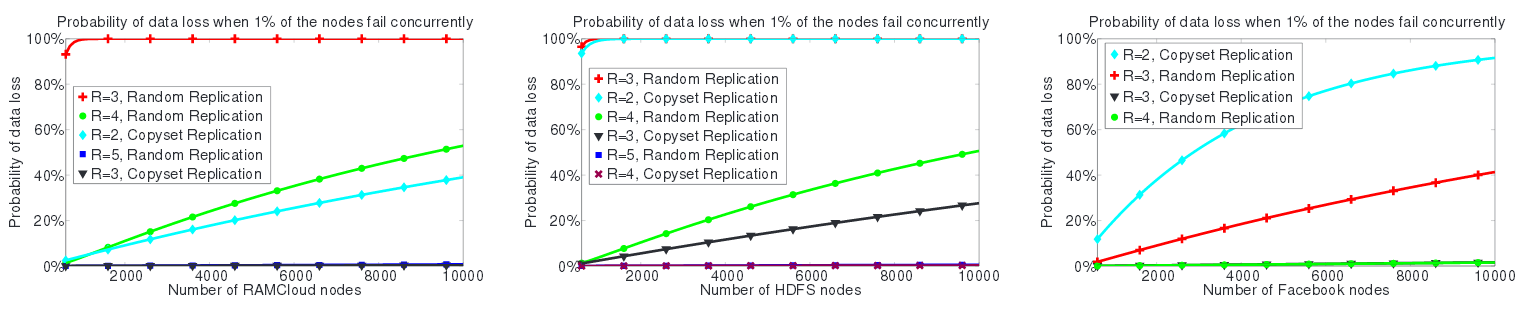 Probability of data loss when 1% of the nodes fail concurrently
Probability of data loss
100%
80%
60%
40%
20%
0%
R=3, Random Replication
R=4, Random Replication
R=2, Copyset Replication
R=5, Random Replication
R=3, Copyset Replication
2000
4000
6000
8000
10000
Number of RAMCloud nodes
Probability of data loss when 1% of the nodes fail concurrently
Probability of data loss
100%
80%
60%
40%
20%
0%
R=3, Random Replication
R=2, Copyset Replication
R=4, Random Replication
R=3, Copyset Replication
R=5, Random Replication
R=4, Copyset Replication
2000
4000
6000
8000
10000
Number of HDFS nodes
Probability of data loss when 1% of the nodes fail concurrently
Probability of data loss
100%
80%
60%
40%
20%
0%
R=2, Copyset Replication
R=3, Random Replication
R=3, Copyset Replication
R=4, Random Replication
2000
4000
6000
8000
10000
Number of Facebook nodes